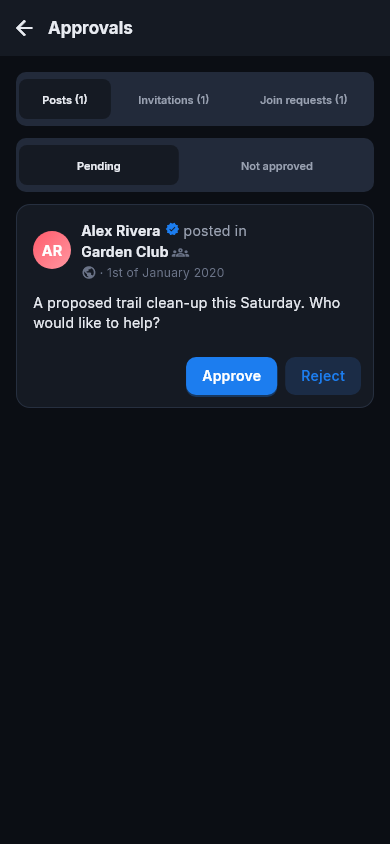 Approvals
Posts (1) Invitations (1) Join requests (1)
Pending Not approved
AR
Alex Rivera posted in
Garden Club
· 1st of January 2020
A proposed trail clean-up this Saturday. Who
would like to help?
Approve Reject